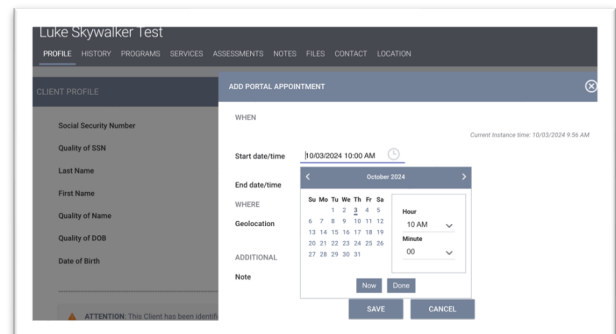 Luke Skywalker Test
PROFILE HISTORY PROGRAMS SERVICES ASSESSMENTS NOTES FILES CONTACT LOCATION
CLIENT PROFILE
Social Security Number
Quality of SSN
Last Name
First Name
Quality of Name
Quality of DOB
Date of Birth
ATTENTION: This Client has been identifi
ADD PORTAL APPOINTMENT
WHEN
Current Instance time: 10/03/2024 9:56 AM
Start date/time 10/03/2024 10:00 AM
End date/time
WHERE
Geolocation
ADDITIONAL
Note
October 2024
Su Mo Tu We Th Fr Sa
1 2 3 4 5
6 7 8 9 10 11 12
13 14 15 16 17 18 19
20 21 22 23 24 25 26
27 28 29 30 31
Hour
10 AM
Minute
00
Now Done
SAVE CANCEL